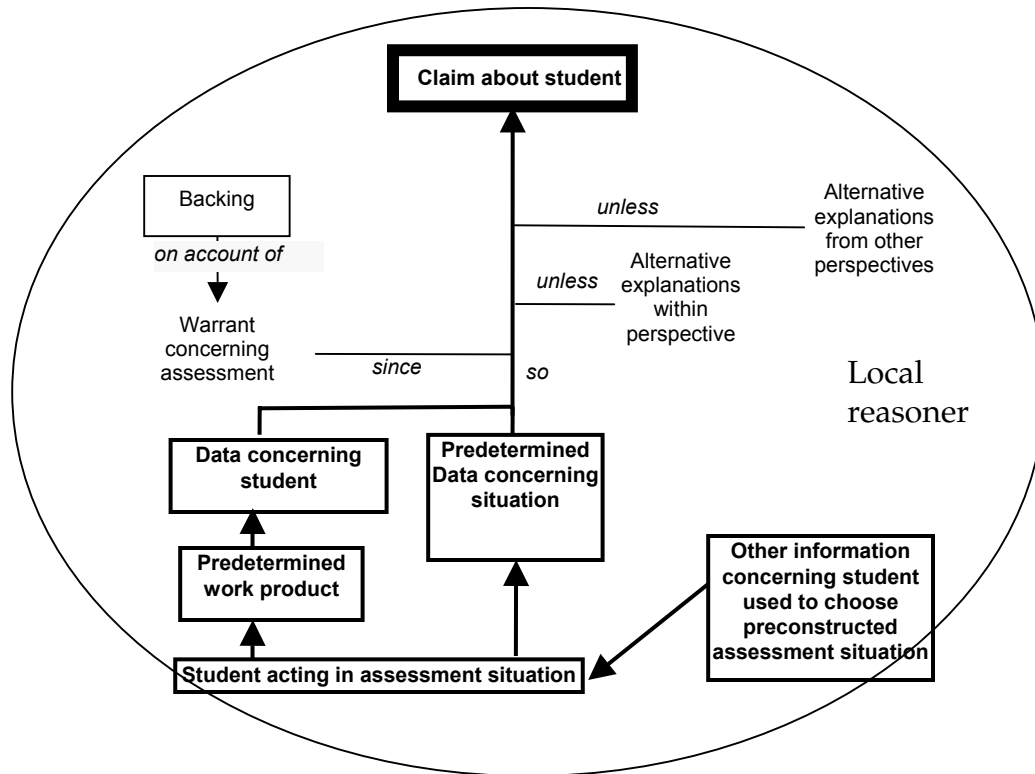 Claim about student
Backing
on account of
Warrant
concerning
assessment
since
so
unless
Alternative
explanations
from other
perspectives
unless
Alternative
explanations
within
perspective
Local
reasoner
Data concerning
student
Predetermined
Data concerning
situation
Predetermined
work product
Other information
concerning student
used to choose
preconstructed
assessment situation
Student acting in assessment situation